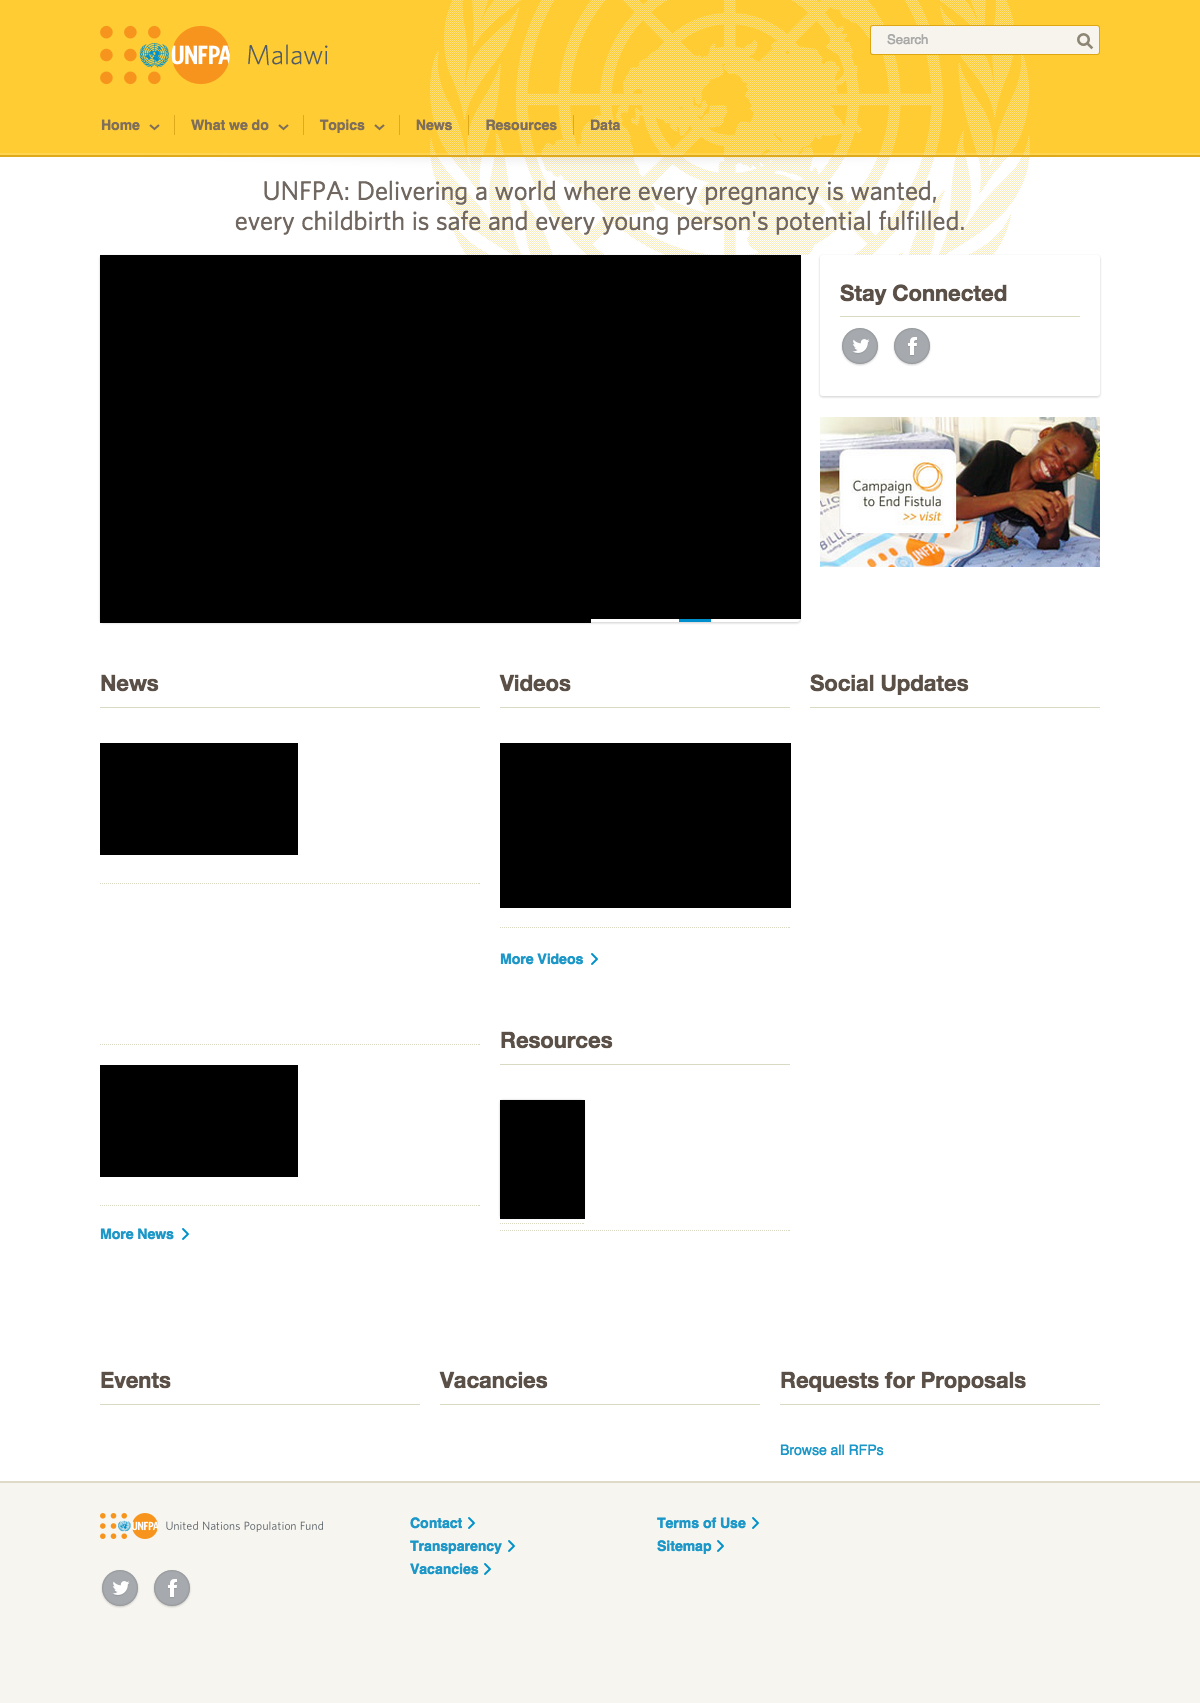 UNFPA Malawi
Search
Home
What we do
Topics
News
Resources
Data
UNFPA: Delivering a world where every pregnancy is wanted,
every childbirth is safe and every young person's potential fulfilled.
Stay Connected
Campaign
to End Fistula
>> visit
UNFPA
News
Videos
Social Updates
More Videos
Resources
More News
Events
Vacancies
Requests for Proposals
Browse all RFPs
UNFPA United Nations Population Fund
Contact
Transparency
Vacancies
Terms of Use
Sitemap